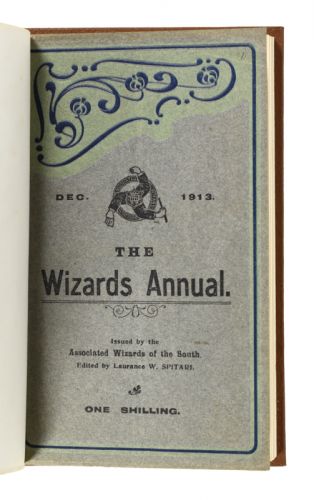 DEC. 1913.
THE
Wizards Annual.
Issued by the
Associated Wizards of the South.
Edited by Laurance W. SPITARI.
ONE SHILLING.